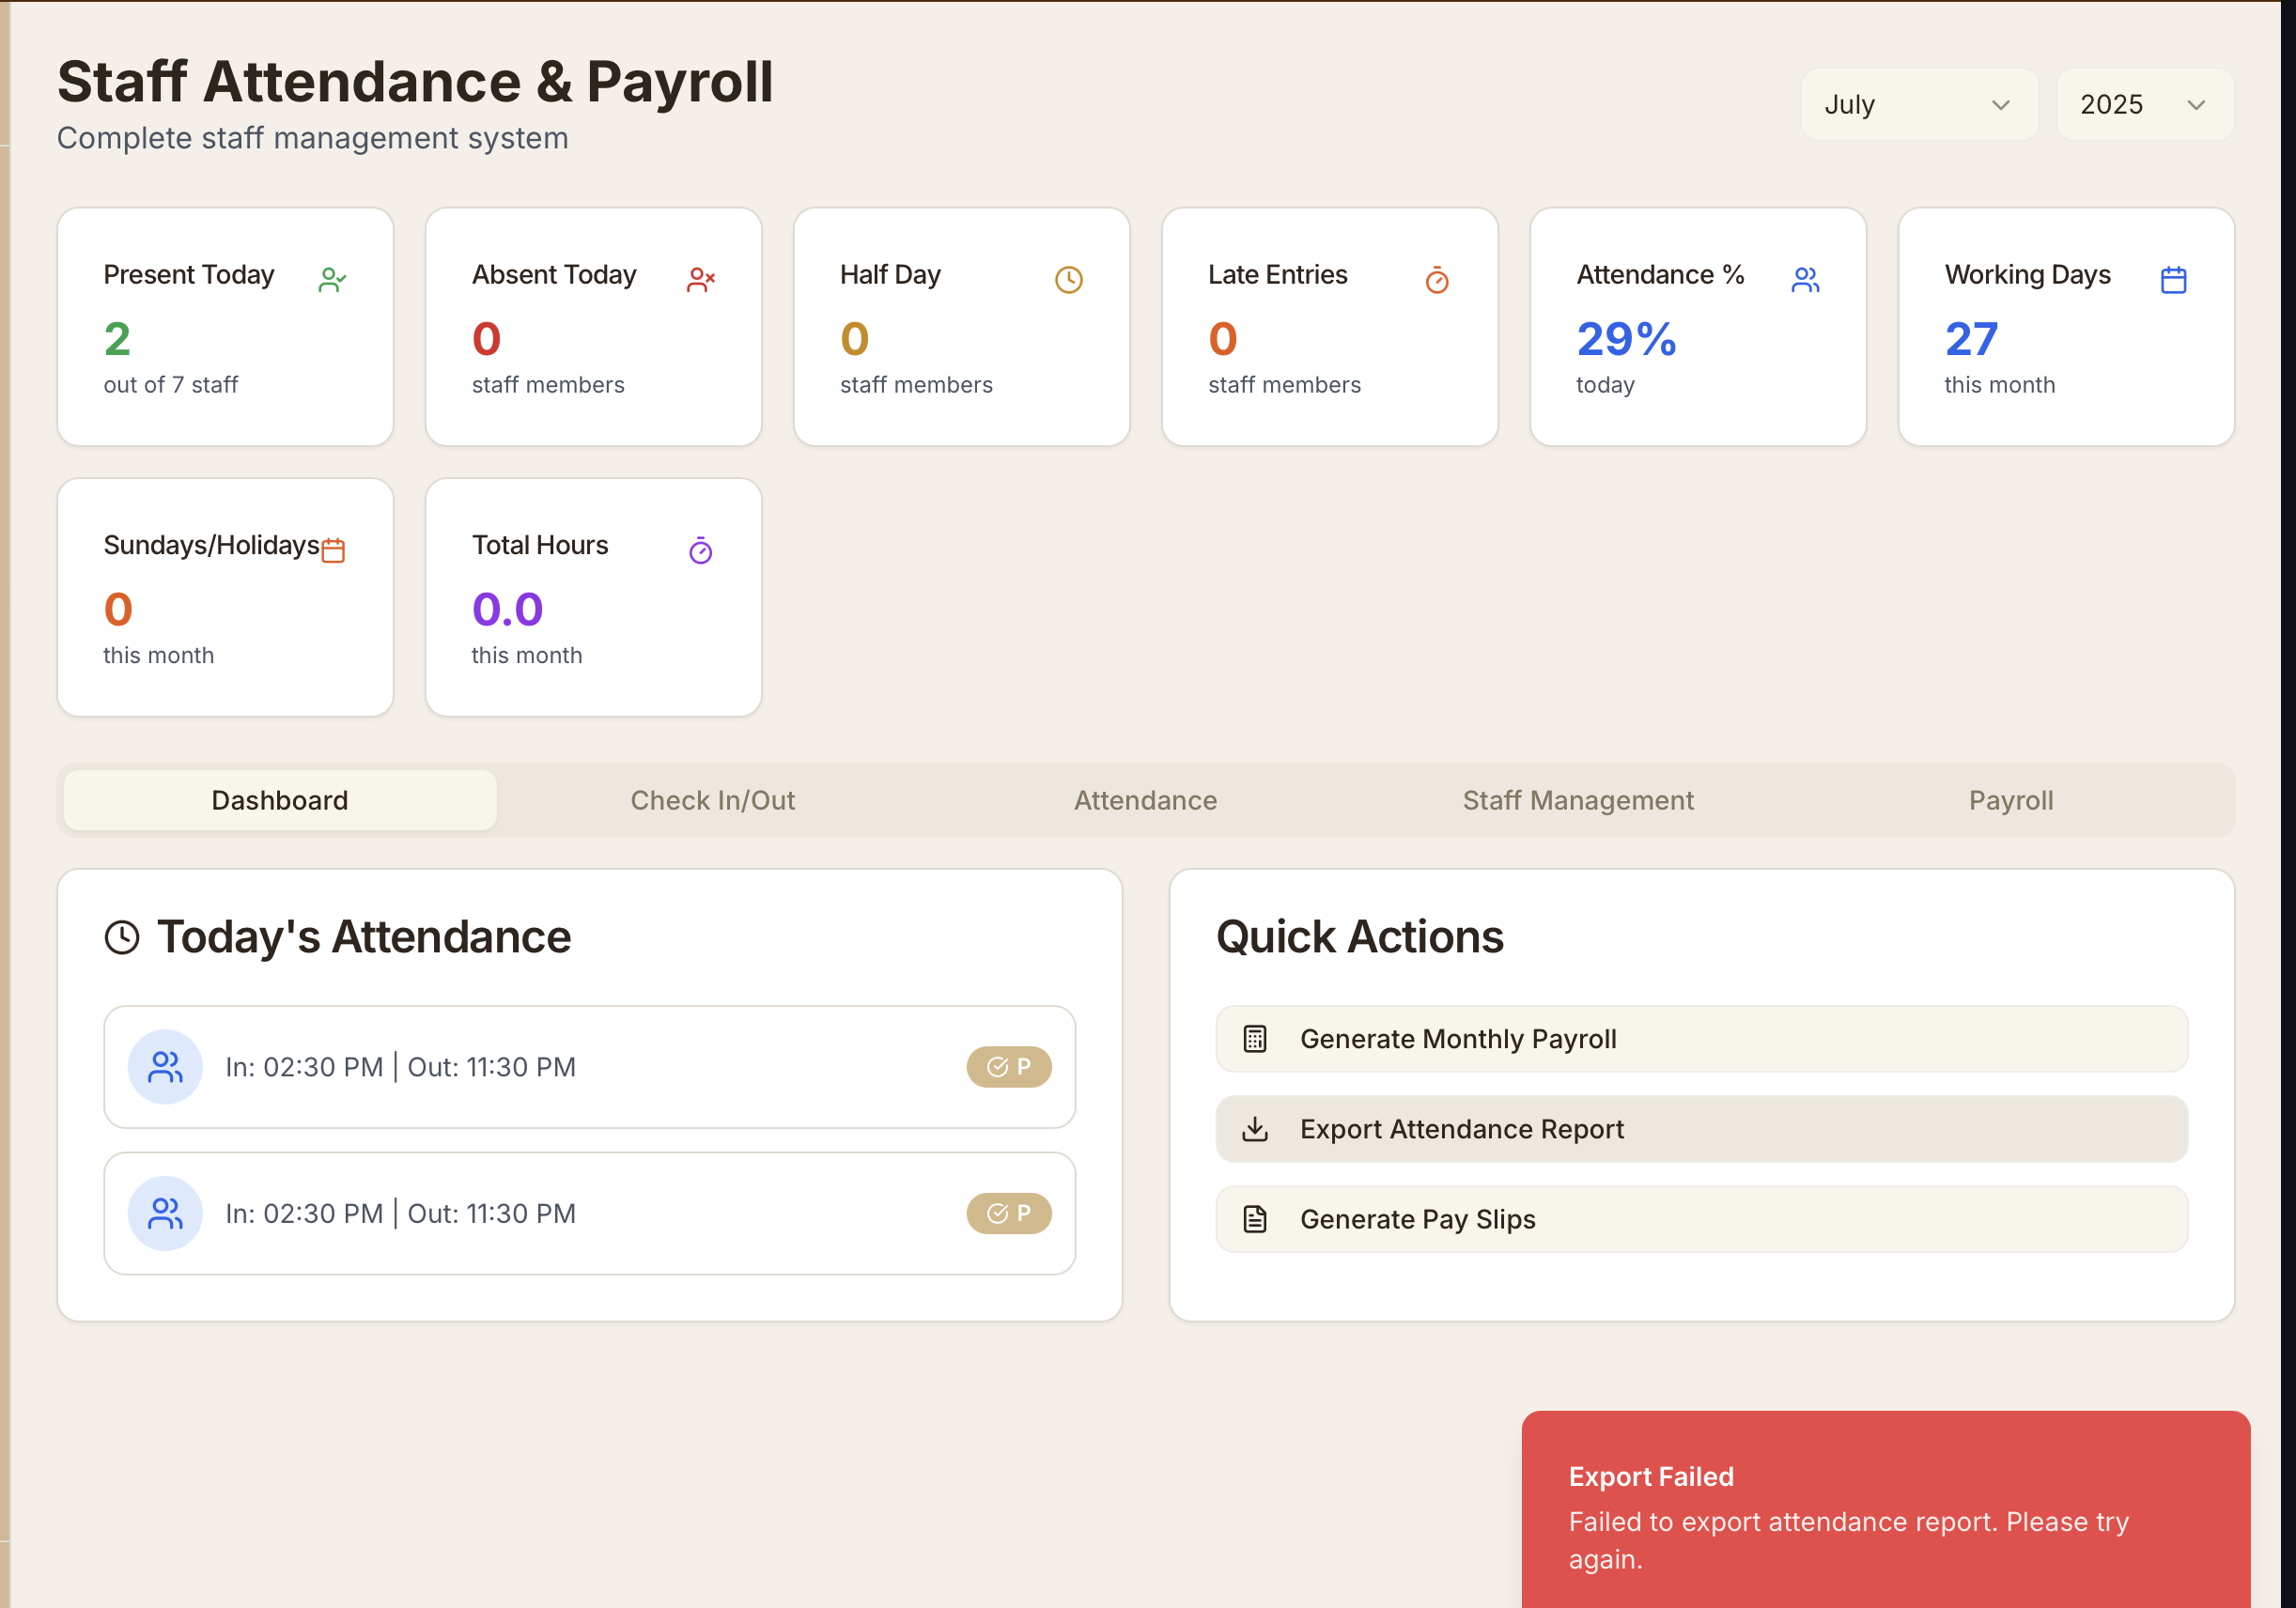 Staff Attendance & Payroll
Complete staff management system
July
2025
Present Today
2
out of 7 staff
Absent Today
0
staff members
Half Day
0
staff members
Late Entries
0
staff members
Attendance %
29%
today
Working Days
27
this month
Sundays/Holidays
0
this month
Total Hours
0.0
this month
Dashboard
Check In/Out
Attendance
Staff Management
Payroll
Today's Attendance
In: 02:30 PM | Out: 11:30 PM
P
In: 02:30 PM | Out: 11:30 PM
P
Quick Actions
Generate Monthly Payroll
Export Attendance Report
Generate Pay Slips
Export Failed
Failed to export attendance report. Please try
again.